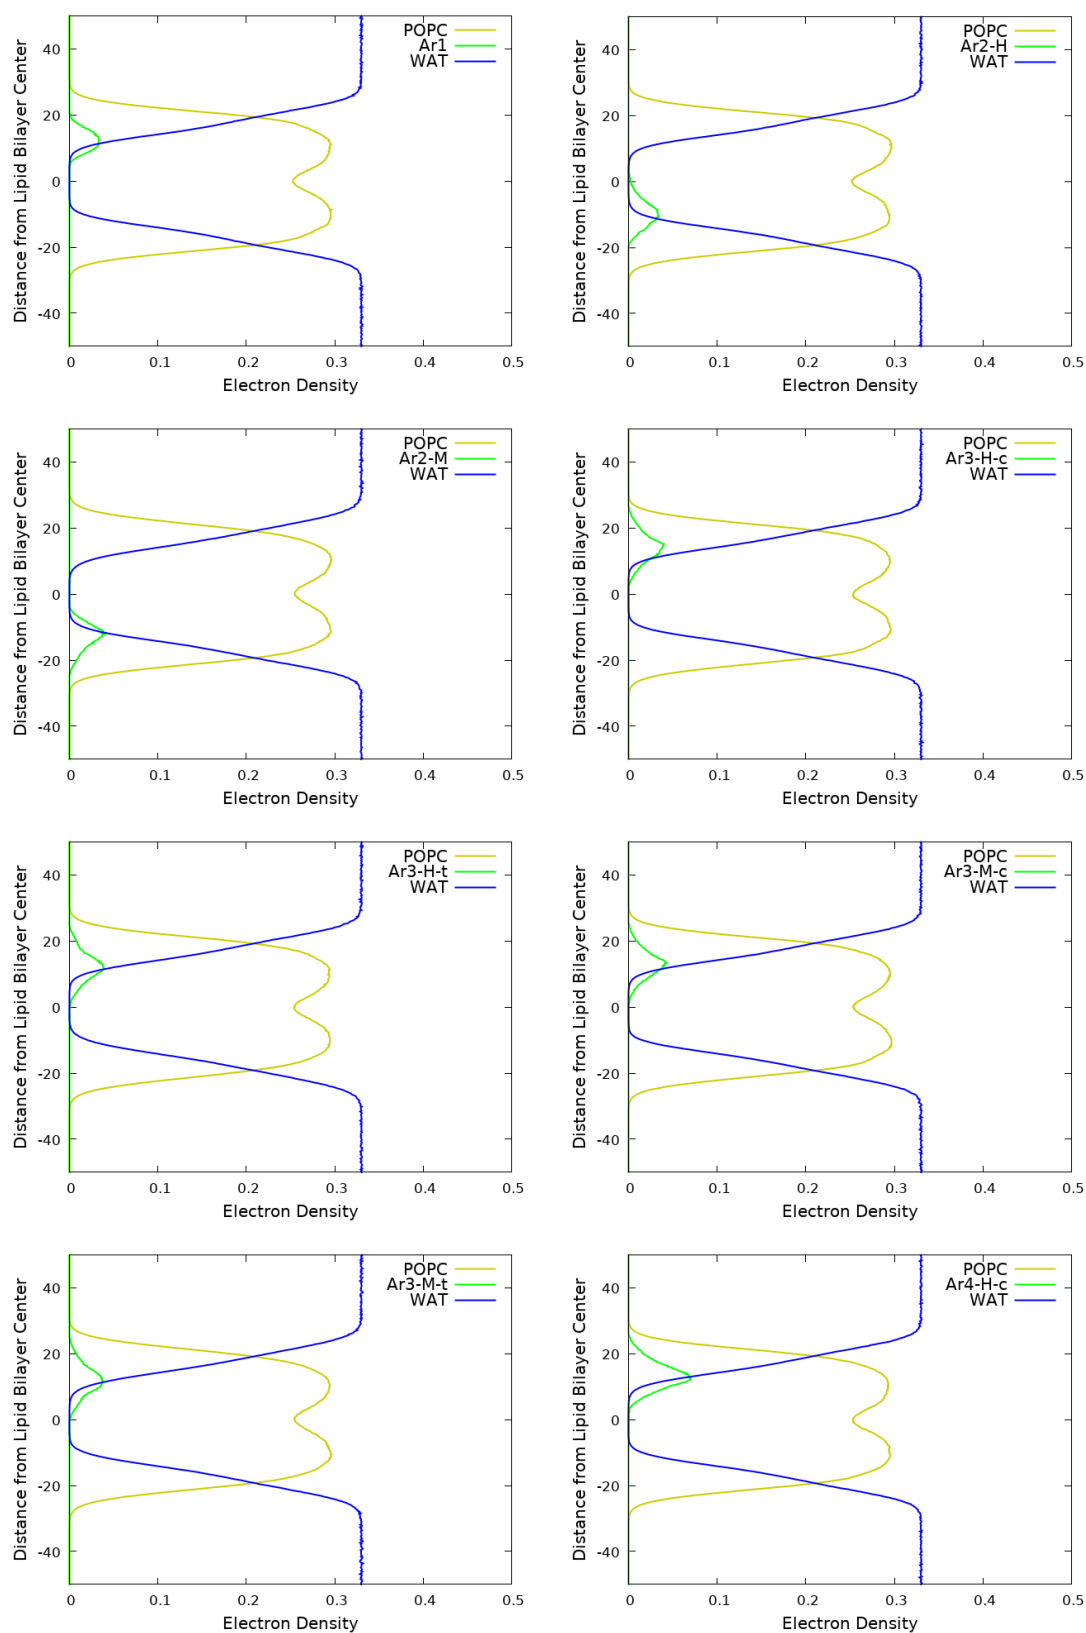 POPC
Ar1
WAT
40
20
0
-20
-40
0 0.1 0.2 0.3 0.4 0.5
Distance from Lipid Bilayer Center
Electron Density
POPC
Ar2-H
WAT
40
20
0
-20
-40
0 0.1 0.2 0.3 0.4 0.5
Distance from Lipid Bilayer Center
Electron Density
POPC
Ar2-M
WAT
40
20
0
-20
-40
0 0.1 0.2 0.3 0.4 0.5
Distance from Lipid Bilayer Center
Electron Density
POPC
Ar3-H-c
WAT
40
20
0
-20
-40
0 0.1 0.2 0.3 0.4 0.5
Distance from Lipid Bilayer Center
Electron Density
POPC
Ar3-H-t
WAT
40
20
0
-20
-40
0 0.1 0.2 0.3 0.4 0.5
Distance from Lipid Bilayer Center
Electron Density
POPC
Ar3-M-c
WAT
40
20
0
-20
-40
0 0.1 0.2 0.3 0.4 0.5
Distance from Lipid Bilayer Center
Electron Density
POPC
Ar3-M-t
WAT
40
20
0
-20
-40
0 0.1 0.2 0.3 0.4 0.5
Distance from Lipid Bilayer Center
Electron Density
POPC
Ar4-H-c
WAT
40
20
0
-20
-40
0 0.1 0.2 0.3 0.4 0.5
Distance from Lipid Bilayer Center
Electron Density